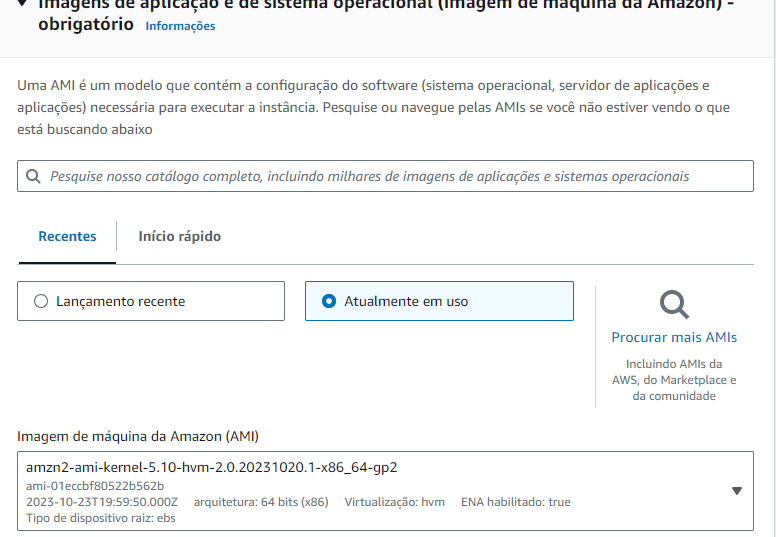 Imagens de aplicação e de sistema operacional (imagem de máquina da Amazon) -
obrigatório Informações
Uma AMI é um modelo que contém a configuração do software (sistema operacional, servidor de aplicações e
aplicações) necessária para executar a instância. Pesquise ou navegue pelas AMIs se você não estiver vendo o que
está buscando abaixo
Pesquise nosso catálogo completo, incluindo milhares de imagens de aplicações e sistemas operacionais
Recentes Início rápido
Lançamento recente
Atualmente em uso
Procurar mais AMIs
Incluindo AMIs da
AWS, do Marketplace e
da comunidade
Imagem de máquina da Amazon (AMI)
amzn2-ami-kernel-5.10-hvm-2.0.20231020.1-x86_64-gp2
ami-01eccbf80522b562b
2023-10-23T19:59:50.000Z arquitetura: 64 bits (x86) Virtualização: hvm ENA habilitado: true
Tipo de dispositivo raiz: ebs